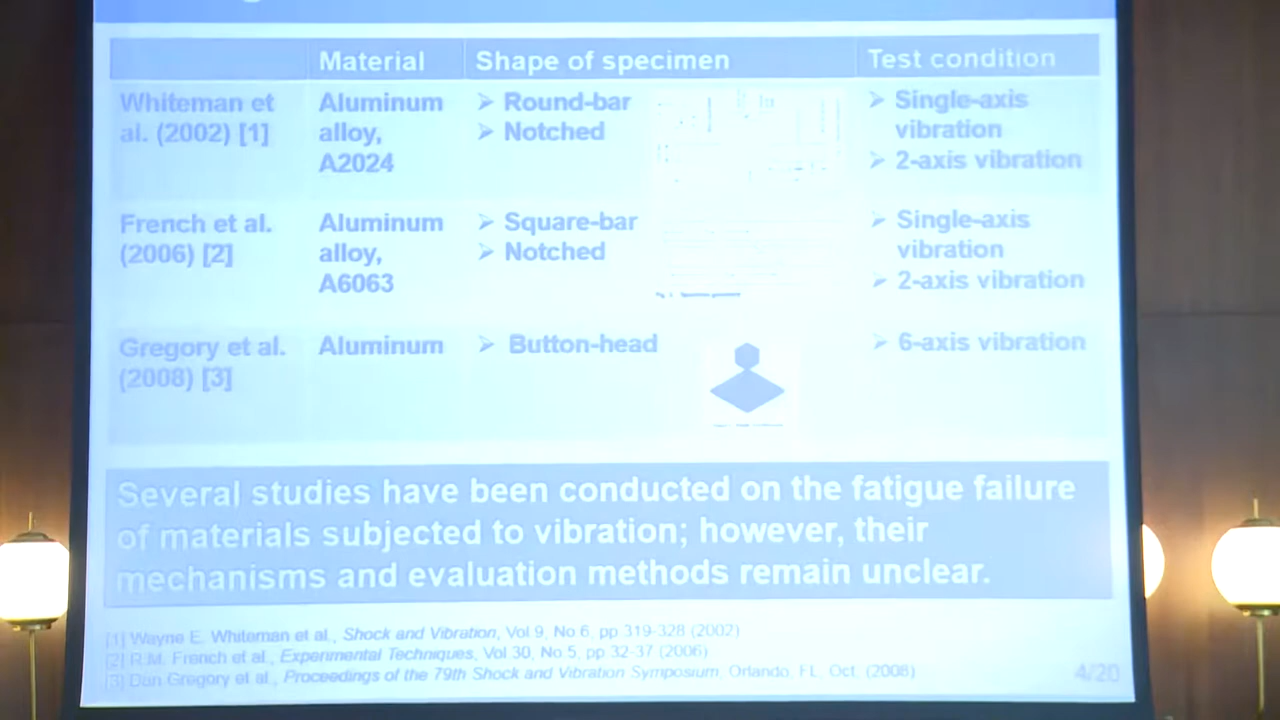 Material Shape of specimen Test condition
Whiteman et al. (2002) [1]
Aluminum alloy, A2024
➢ Round-bar
➢ Notched
➢ Single-axis vibration
➢ 2-axis vibration
French et al. (2006) [2]
Aluminum alloy, A6063
➢ Square-bar
➢ Notched
➢ Single-axis vibration
➢ 2-axis vibration
Gregory et al. (2008) [3]
Aluminum
➢ Button-head
➢ 6-axis vibration
Several studies have been conducted on the fatigue failure
of materials subjected to vibration; however, their
mechanisms and evaluation methods remain unclear.
[1] Wayne E. Whiteman et al., Shock and Vibration, Vol 9, No 6, pp 319-328 (2002)
[2] R.M. French et al., Experimental Techniques, Vol 30, No 5, pp 32-37 (2006)
[3] Dan Gregory et al., Proceedings of the 79th Shock and Vibration Symposium, Orlando, FL, Oct. (2008)
4/20